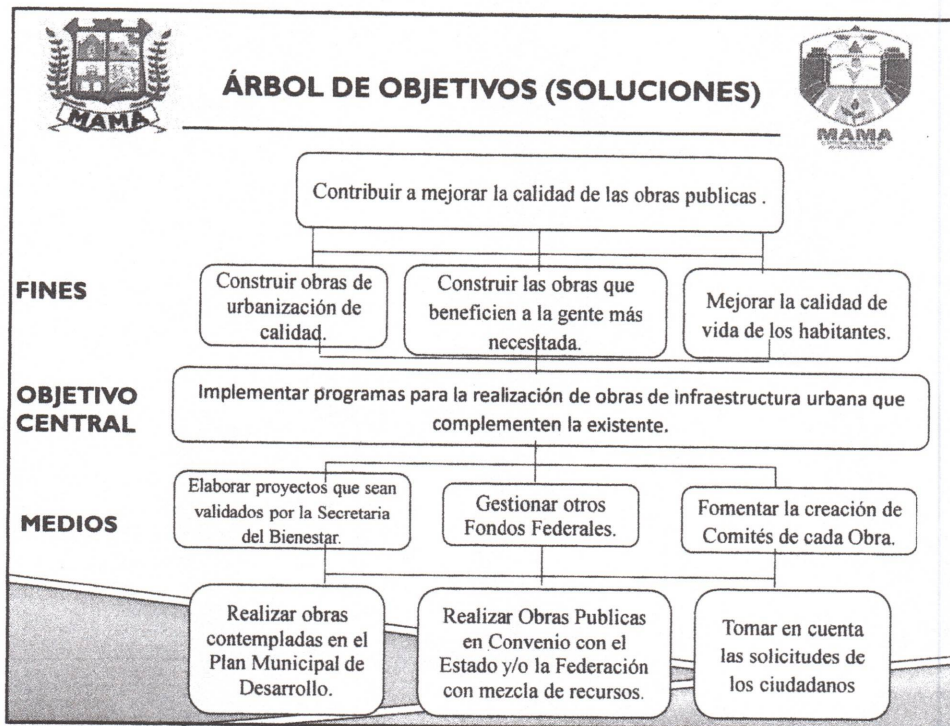 MAMA
ÁRBOL DE OBJETIVOS (SOLUCIONES)
MAMA
Contribuir a mejorar la calidad de las obras publicas .
FINES
Construir obras de
urbanización de
calidad.
Construir las obras que
beneficien a la gente más
necesitada.
Mejorar la calidad de
vida de los habitantes.
OBJETIVO
CENTRAL
Implementar programas para la realización de obras de infraestructura urbana que
complementen la existente.
MEDIOS
Elaborar proyectos que sean
validados por la Secretaria
del Bienestar.
Gestionar otros
Fondos Federales.
Fomentar la creación de
Comités de cada Obra.
Realizar obras
contempladas en el
Plan Municipal de
Desarrollo.
Realizar Obras Publicas
en Convenio con el
Estado y/o la Federación
con mezcla de recursos.
Tomar en cuenta
las solicitudes de
los ciudadanos